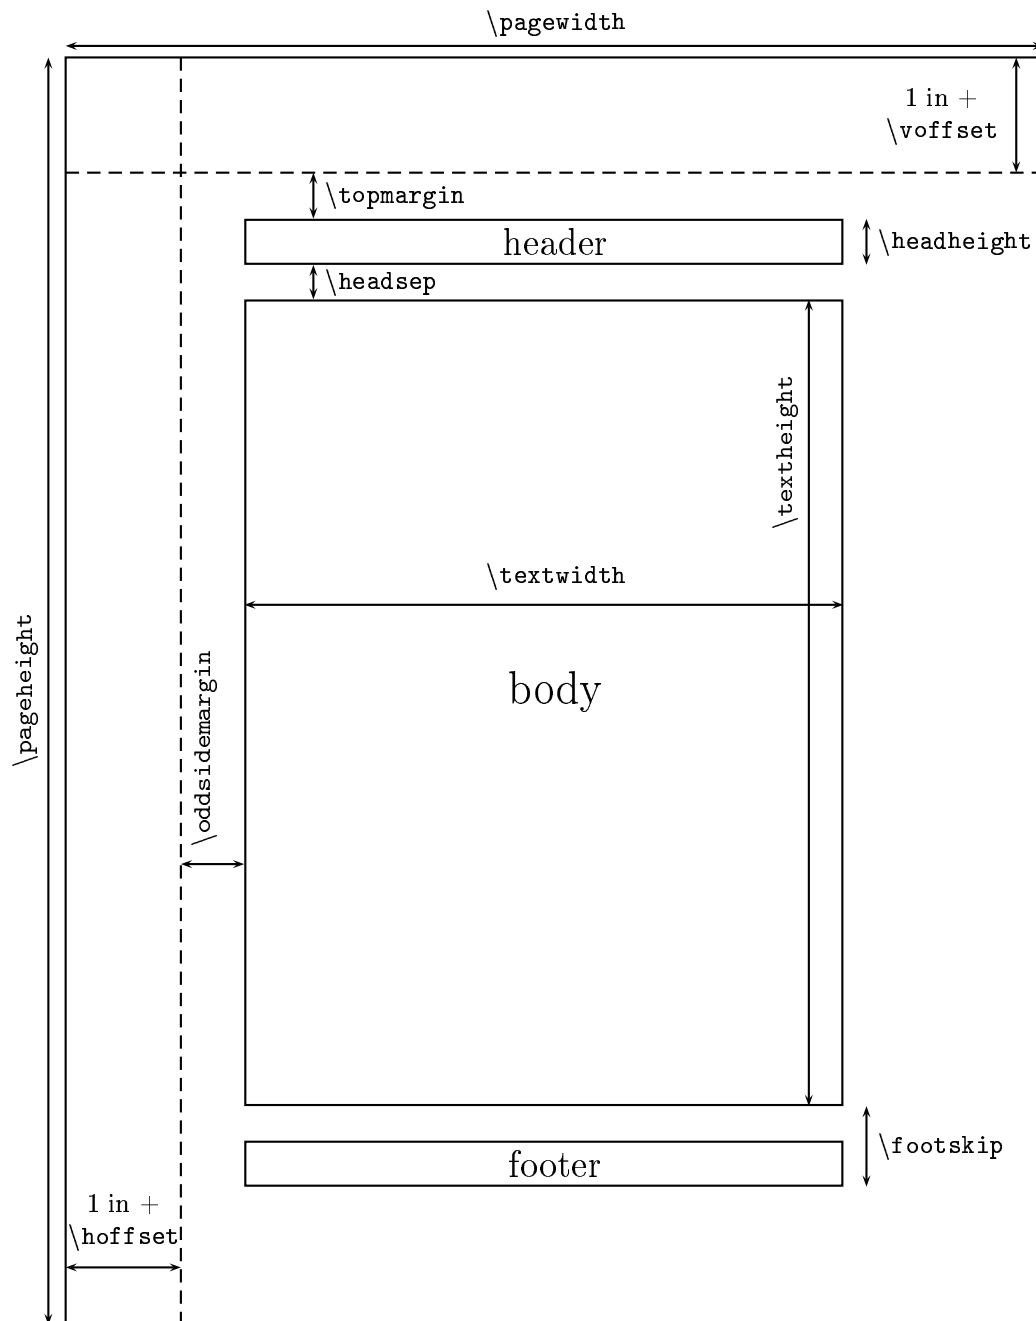 \pagewidth
1 in +
\voffset
\topmargin
header
\headheight
\headsep
\textheight
\textwidth
\pageheight
\oddsidemargin
body
\footskip
footer
1 in +
\hoffset